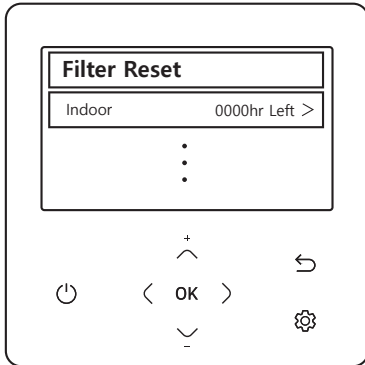 Filter Reset
Indoor 0000hr Left >
+
OK
-